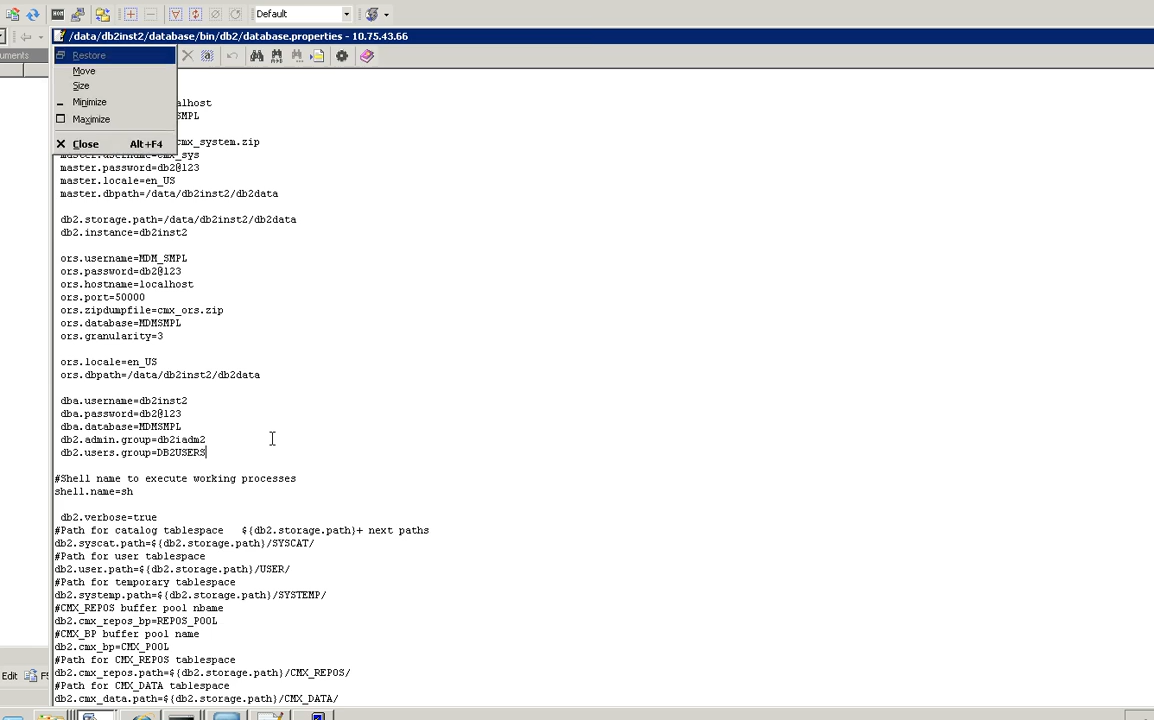 Default
/data/db2inst2/database/bin/db2/database.properties - 10.75.43.66
uments
Restore
Move
Size
Minimize
Maximize
Close Alt+F4
alhost
SMPL
cmx_system.zip
master.username=cmx_sys
master.password=db2@123
master.locale=en_US
master.dbpath=/data/db2inst2/db2data
db2.storage.path=/data/db2inst2/db2data
db2.instance=db2inst2
ors.username=MDM_SMPL
ors.password=db2@123
ors.hostname=localhost
ors.port=50000
ors.zipdumpfile=cmx_ors.zip
ors.database=MDMSMPL
ors.granularity=3
ors.locale=en_US
ors.dbpath=/data/db2inst2/db2data
dba.username=db2inst2
dba.password=db2@123
dba.database=MDMSMPL
db2.admin.group=db2iadm2
db2.users.group=DB2USERS
#Shell name to execute working processes
shell.name=sh
db2.verbose=true
#Path for catalog tablespace ${db2.storage.path}+ next paths
db2.syscat.path=${db2.storage.path}/SYSCAT/
#Path for user tablespace
db2.user.path=${db2.storage.path}/USER/
#Path for temporary tablespace
db2.systemp.path=${db2.storage.path}/SYSTEMP/
#CMX_REPOS buffer pool nbame
db2.cmx_repos_bp=REPOS_POOL
#CMX_BP buffer pool name
db2.cmx_bp=CMX_POOL
#Path for CMX_REPOS tablespace
db2.cmx_repos.path=${db2.storage.path}/CMX_REPOS/
#Path for CMX_DATA tablespace
db2.cmx_data.path=${db2.storage.path}/CMX_DATA/
Edit F5